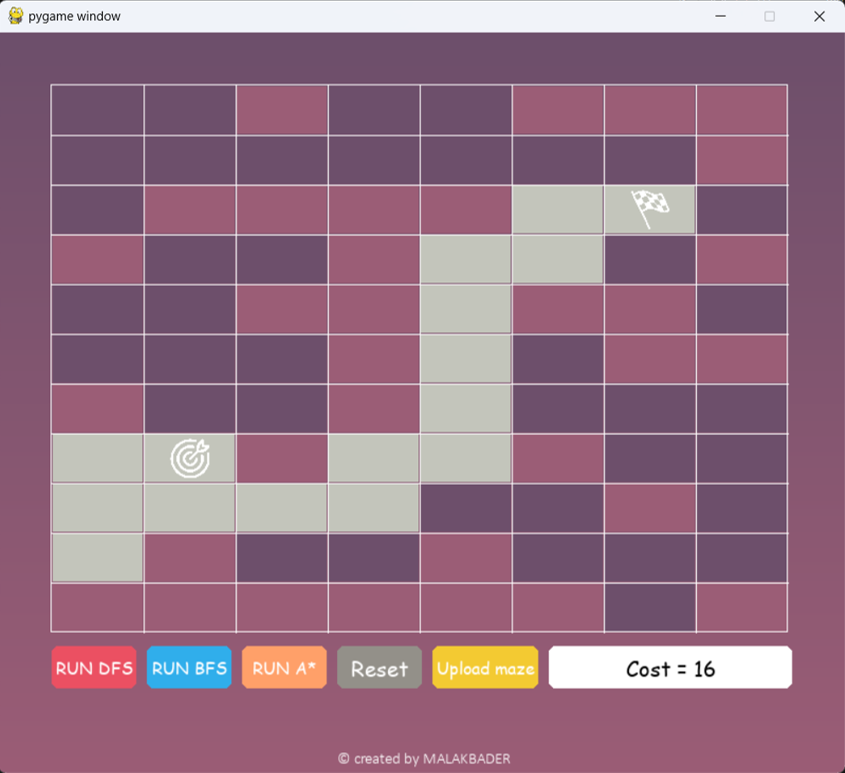 pygame window
RUN DFS
RUN BFS
RUN A*
Reset
Upload maze
Cost = 16
© created by MALAKBADER